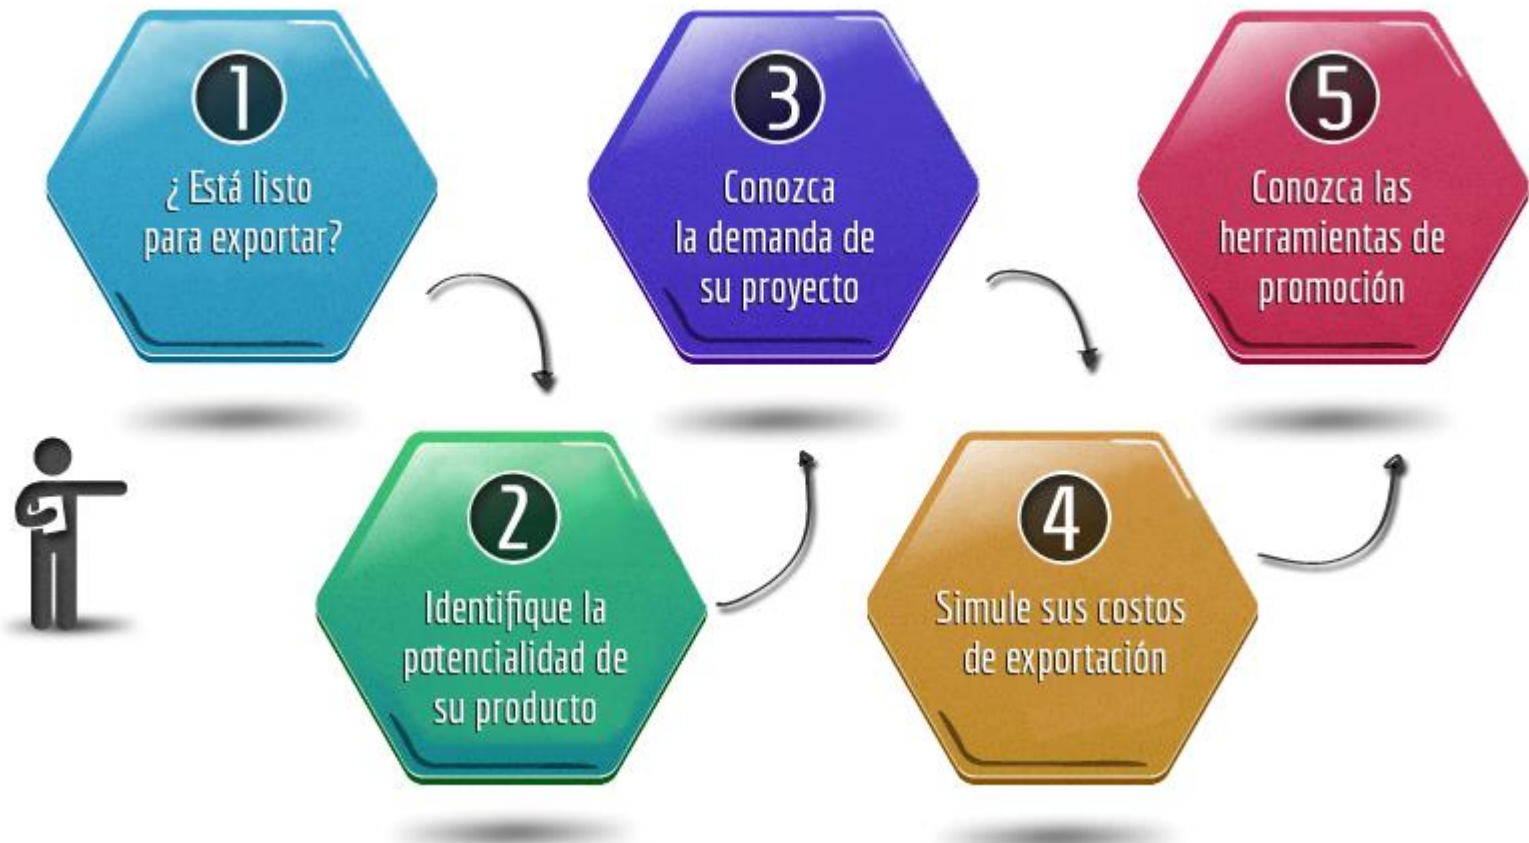 1
¿ Está listo
para exportar?
2
Identifique la
potencialidad de
su producto
3
Conozca
la demanda de
su proyecto
4
Simule sus costos
de exportación
5
Conozca las
herramientas de
promoción